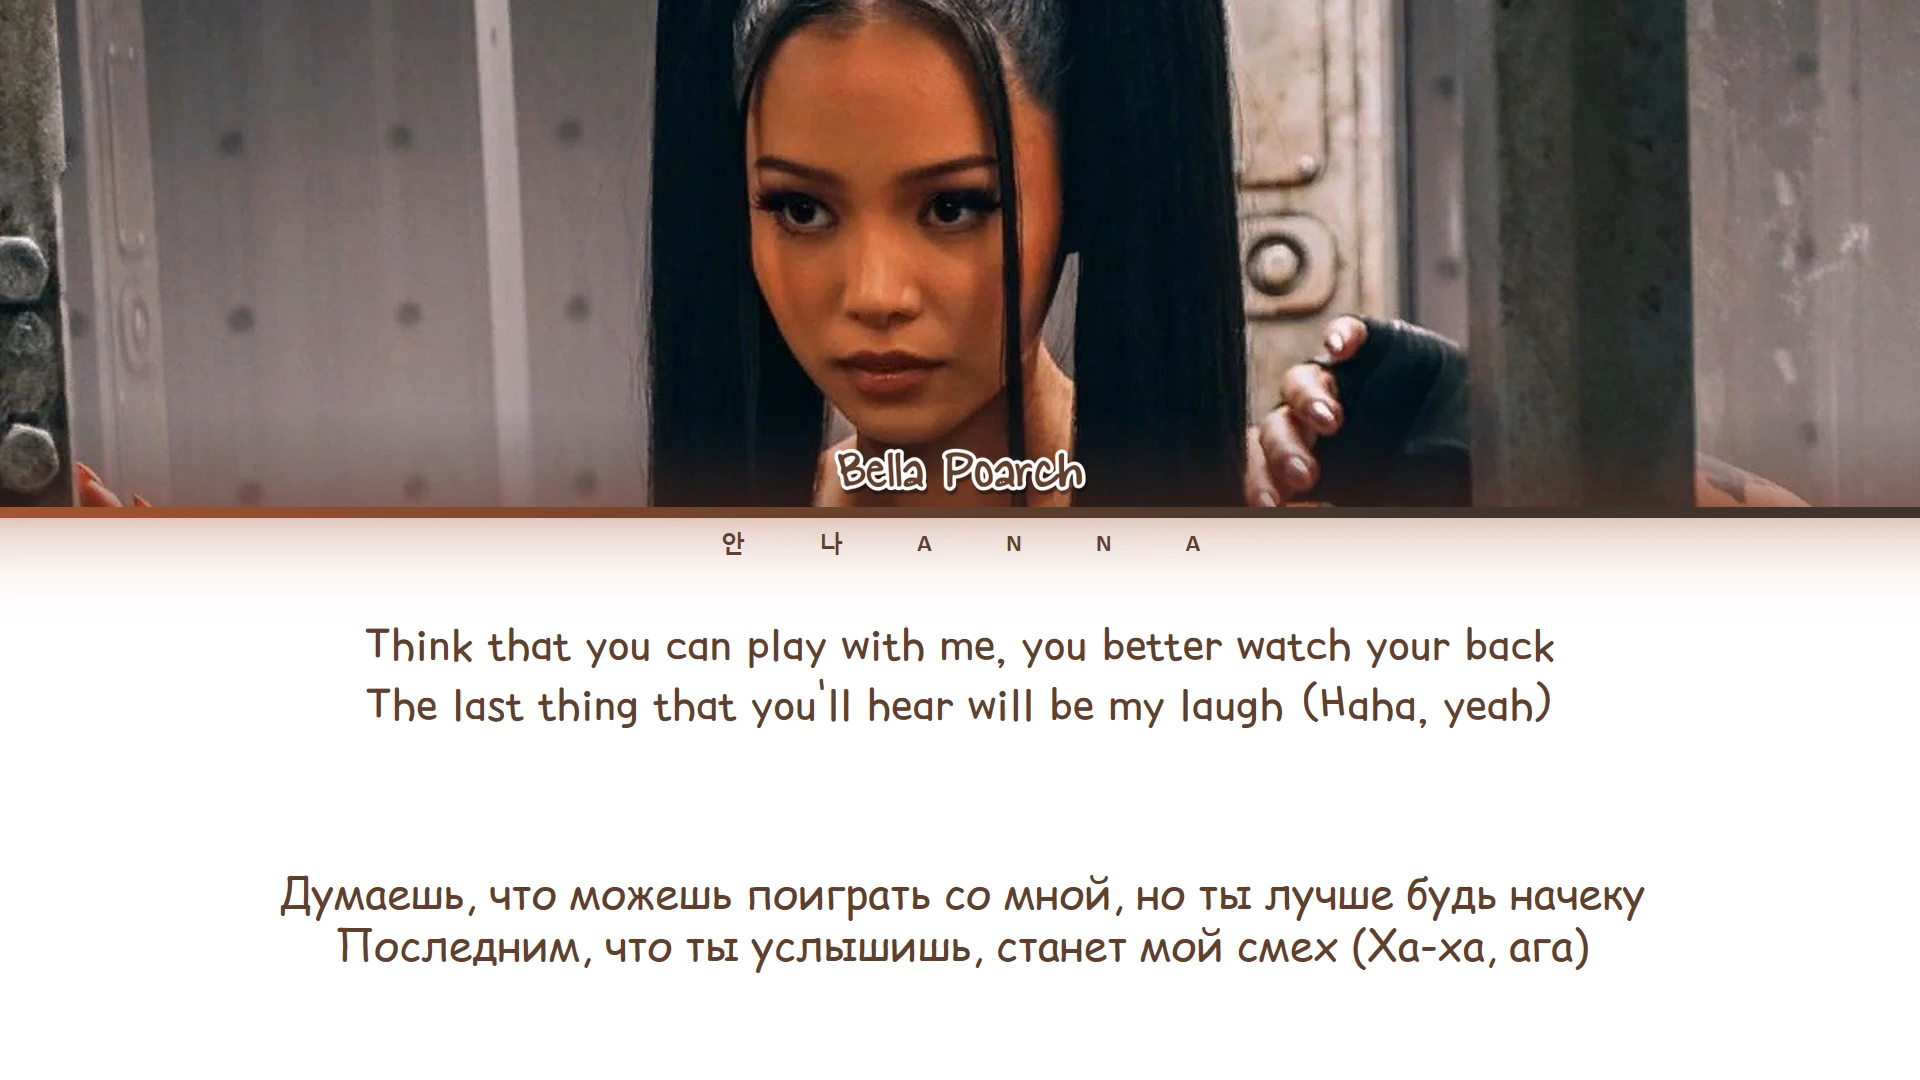 Bella Poarch
안 나 A N N A
Think that you can play with me, you better watch your back
The last thing that you'll hear will be my laugh (Haha, yeah)
Думаешь, что можешь поиграть со мной, но ты лучше будь начеку
Последним, что ты услышишь, станет мой смех (Ха-ха, ага)